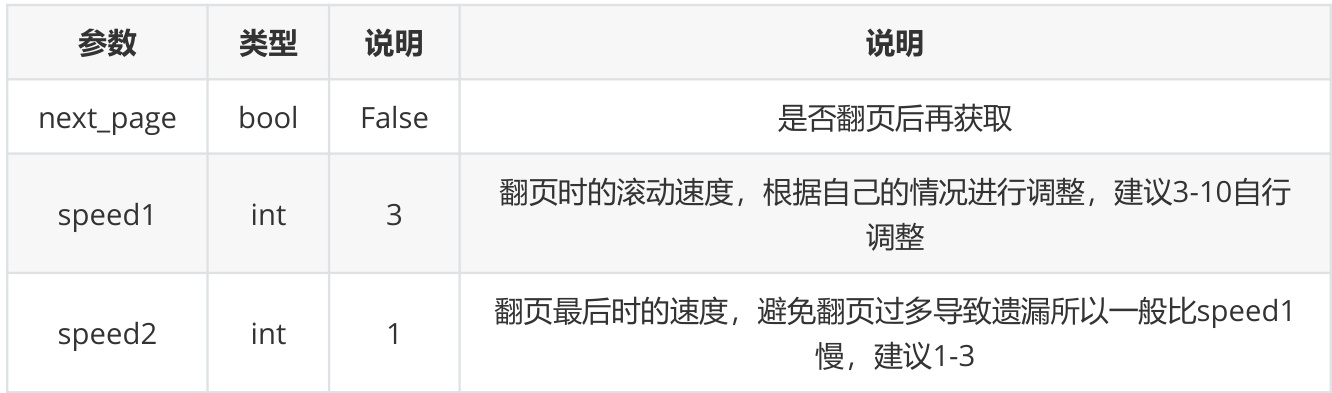 参数 类型 说明 说明
next_page bool False 是否翻页后再获取
speed1 int 3 翻页时的滚动速度，根据自己的情况进行调整，建议3-10自行
调整
speed2 int 1 翻页最后时的速度，避免翻页过多导致遗漏所以一般比speed1
慢，建议1-3